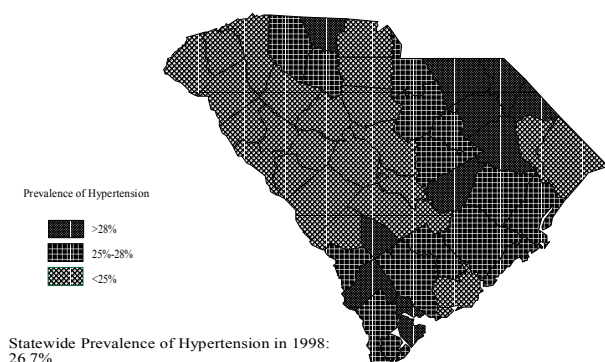 Prevalence of Hypertension
>28%
25%-28%
<25%
Statewide Prevalence of Hypertension in 1998:
26.7%